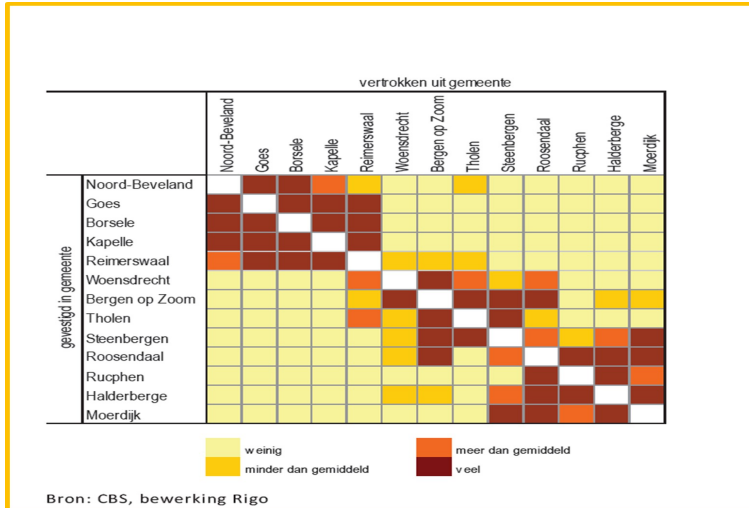 vertrokken uit gemeente
Noord-Beveland
Goes
Borsele
Kapelle
Reimerswaal
Woensdrecht
Bergen op Zoom
Tholen
Steenbergen
Roosendaal
Rucphen
Halderberge
Moerdijk
gevestigd in gemeente
Noord-Beveland
Goes
Borsele
Kapelle
Reimerswaal
Woensdrecht
Bergen op Zoom
Tholen
Steenbergen
Roosendaal
Rucphen
Halderberge
Moerdijk
weinig
meer dan gemiddeld
minder dan gemiddeld
veel
Bron: CBS, bewerking Rigo